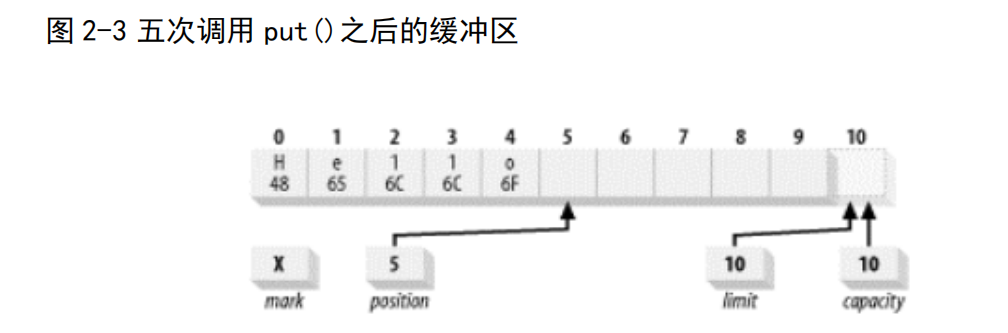 图 2-3 五次调用 put()之后的缓冲区
0 1 2 3 4 5 6 7 8 9 10
H e l l o
48 65 6C 6C 6F
X 5 10 10
mark position limit capacity